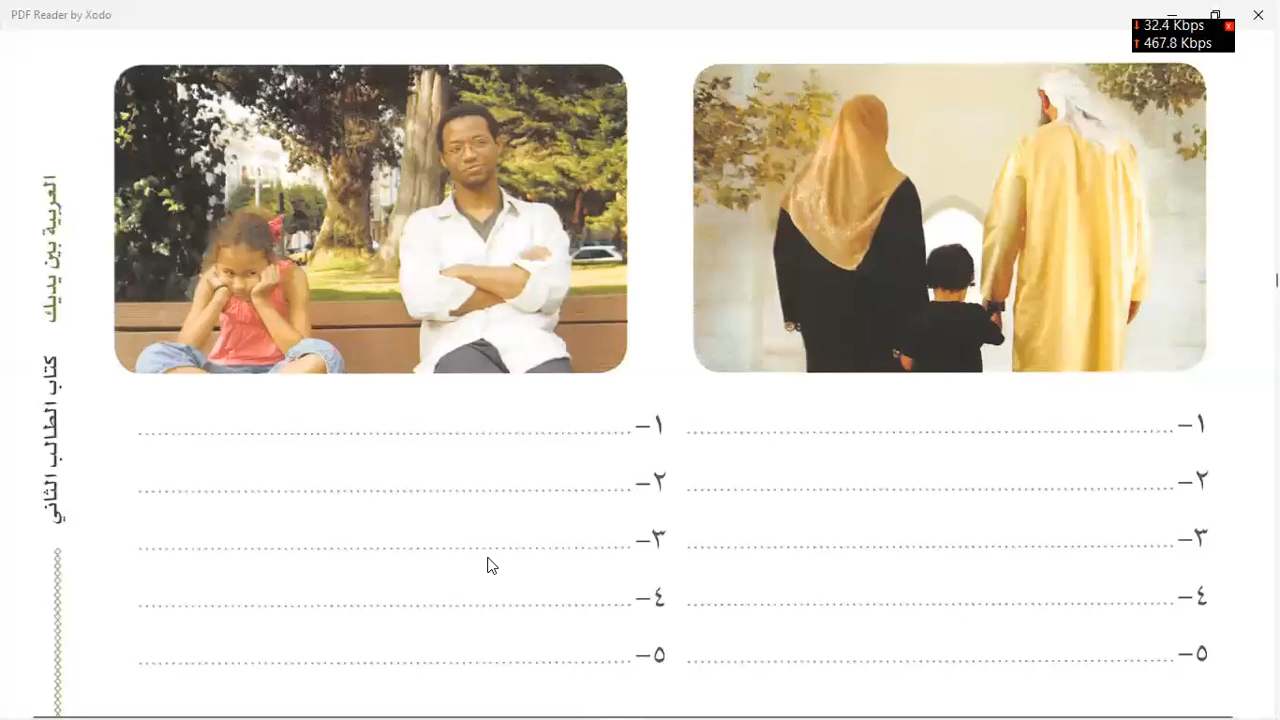 PDF Reader by Xodo
↓ 32.4 Kbps x
↑ 467.8 Kbps
العربية بين يديك كتاب الطالب الثاني
١- ..............................
٢- ..............................
٣- ..............................
٤- ..............................
٥- ..............................
١- ..............................
٢- ..............................
٣- ..............................
٤- ..............................
٥- ..............................